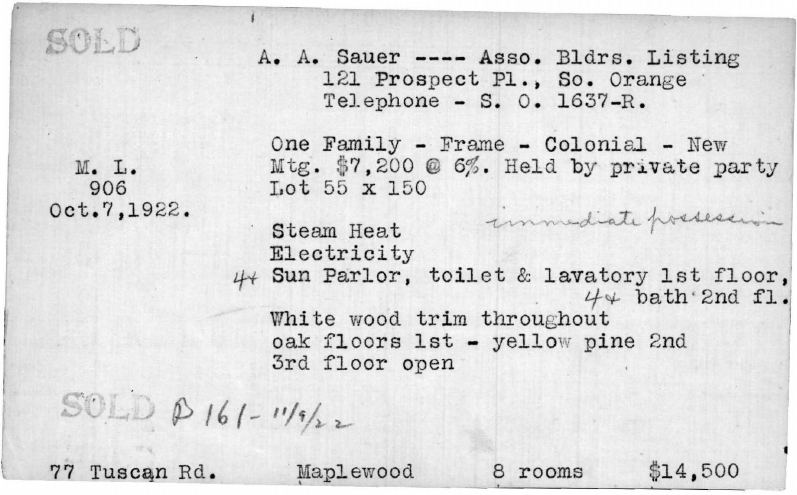 SOLD
A. A. Sauer ---- Asso. Bldrs. Listing
121 Prospect Pl., So. Orange
Telephone - S. O. 1637-R.
One Family - Frame - Colonial - New
M. L.
Mtg. $7,200 @ 6%. Held by private party
906
Lot 55 x 150
Oct.7,1922.
immediate possession
Steam Heat
Electricity
4+ Sun Parlor, toilet & lavatory 1st floor,
4+ bath 2nd fl.
White wood trim throughout
oak floors 1st - yellow pine 2nd
3rd floor open
SOLD B 161- 11/9/22
77 Tuscan Rd. Maplewood 8 rooms $14,500